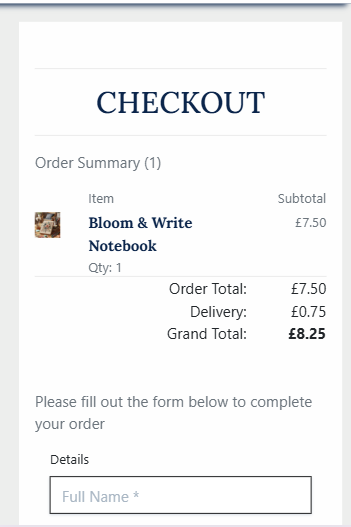 CHECKOUT
Order Summary (1)
Item Subtotal
Bloom & Write £7.50
Notebook
Qty: 1
Order Total: £7.50
Delivery: £0.75
Grand Total: £8.25
Please fill out the form below to complete
your order
Details
Full Name *